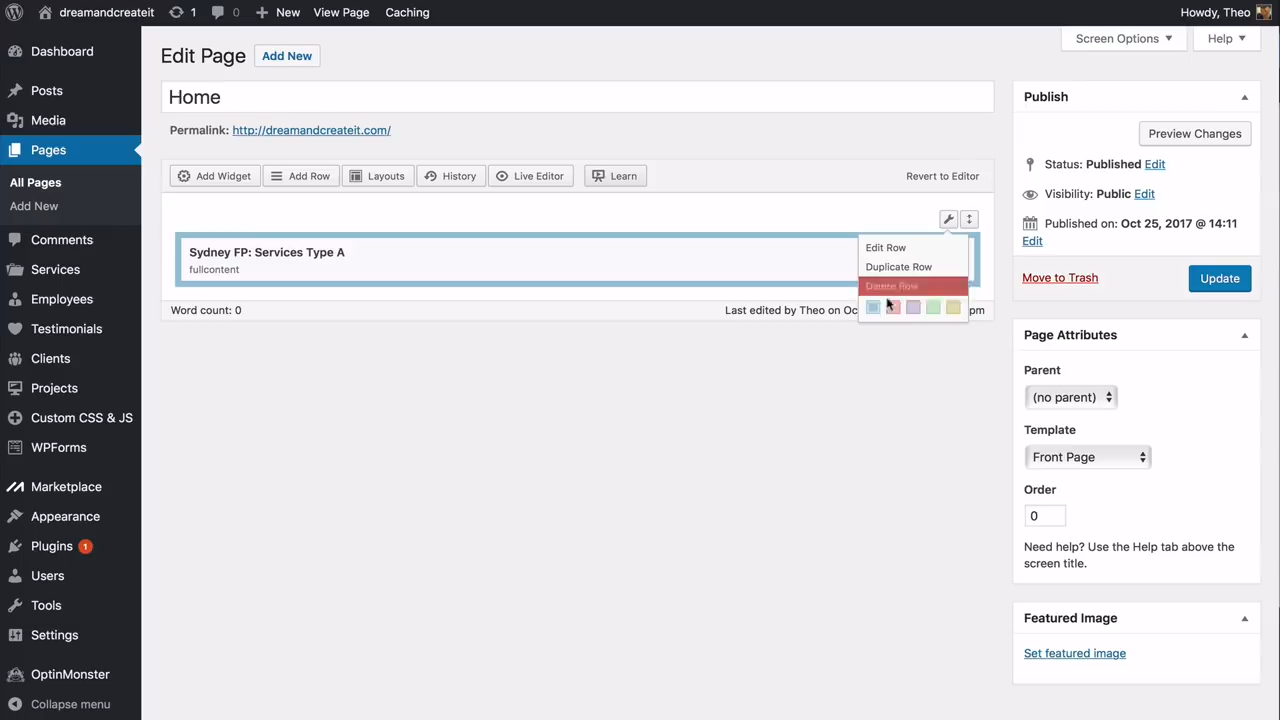 dreamandcreateit 1 0 New View Page Caching Howdy, Theo
Dashboard
Posts
Media
Pages
All Pages
Add New
Comments
Services
Employees
Testimonials
Clients
Projects
Custom CSS & JS
WPForms
Marketplace
Appearance
Plugins 1
Users
Tools
Settings
OptinMonster
Collapse menu
Screen Options Help
Edit Page Add New
Home
Permalink: http://dreamandcreateit.com/
Add Widget Add Row Layouts History Live Editor Learn Revert to Editor
Sydney FP: Services Type A
fullcontent
Edit Row
Duplicate Row
Delete Row
Word count: 0 Last edited by Theo on Oc pm
Publish
Preview Changes
Status: Published Edit
Visibility: Public Edit
Published on: Oct 25, 2017 @ 14:11
Edit
Move to Trash Update
Page Attributes
Parent
(no parent)
Template
Front Page
Order
0
Need help? Use the Help tab above the
screen title.
Featured Image
Set featured image